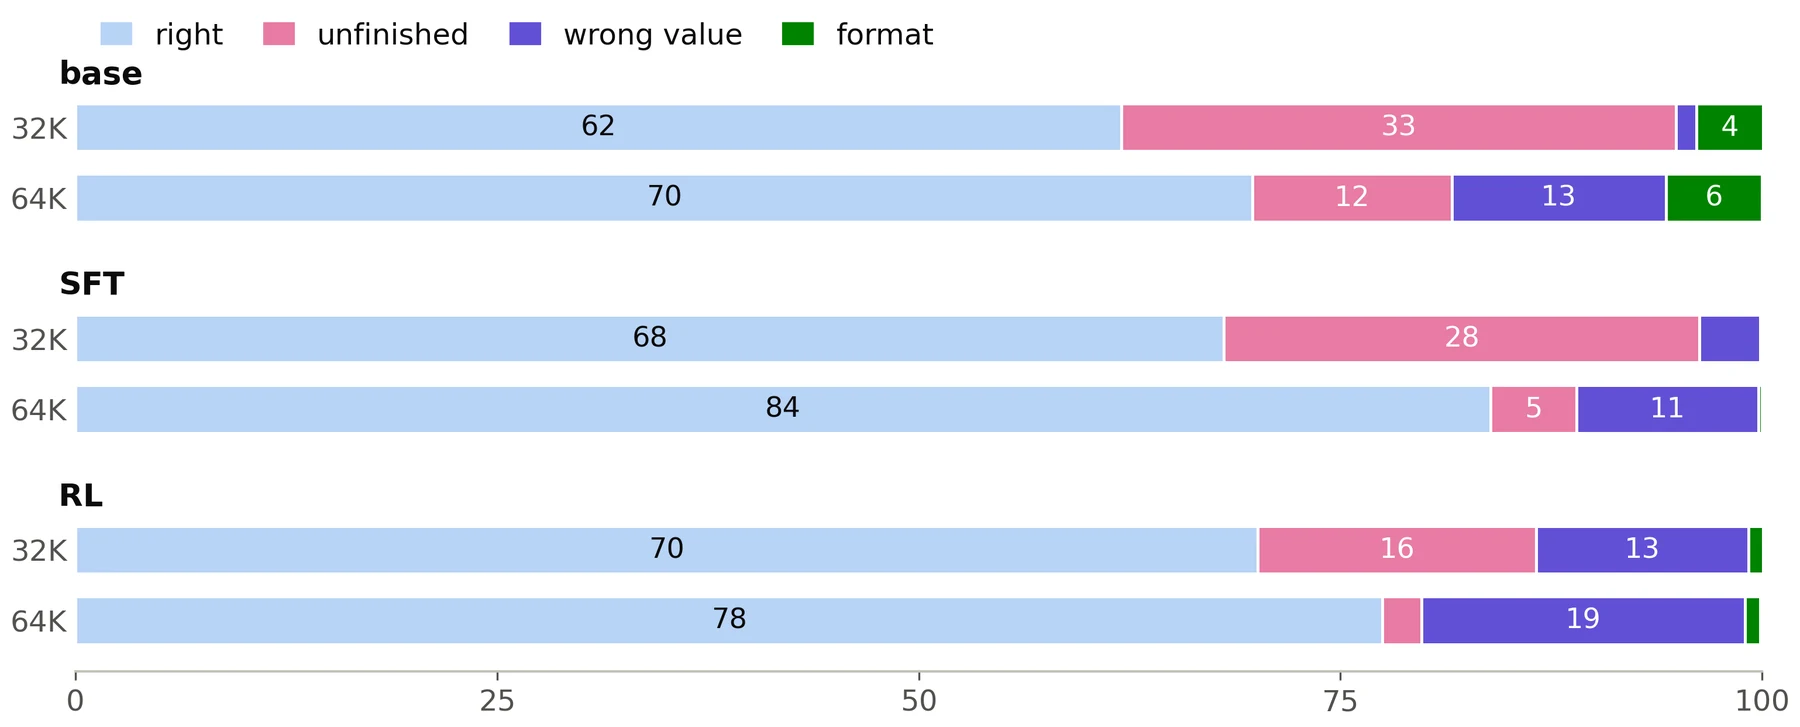 right unfinished wrong value format
base
32K 62 33 4
64K 70 12 13 6
SFT
32K 68 28
64K 84 5 11
RL
32K 70 16 13
64K 78 19
0 25 50 75 100